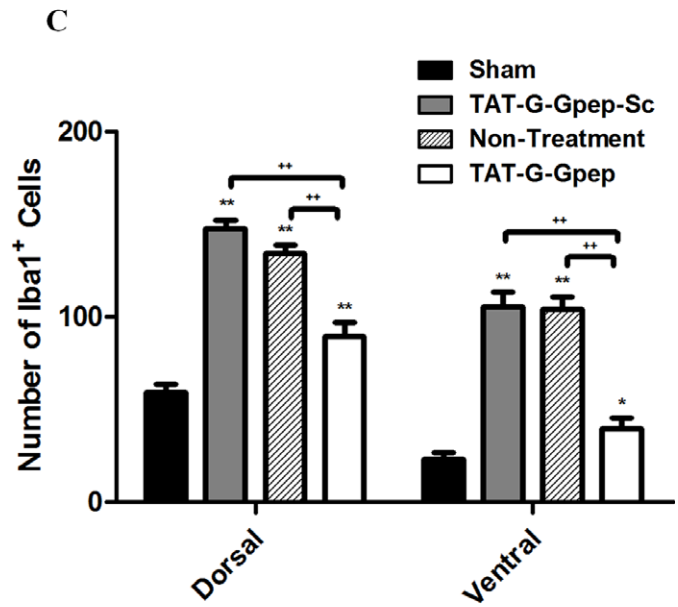 C
Sham
TAT-G-Gpep-Sc
Non-Treatment
TAT-G-Gpep
Number of Iba1⁺ Cells
200
100
0
++
++
**
**
**
++
++
**
**
*
Dorsal
Ventral